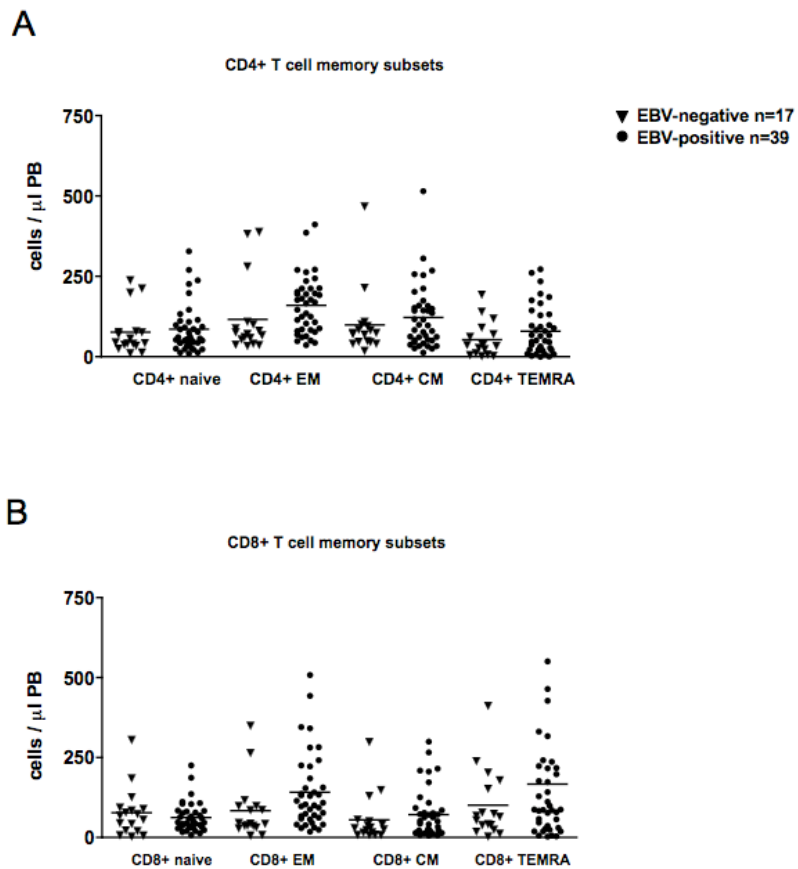 A
CD4+ T cell memory subsets
▼ EBV-negative n=17
● EBV-positive n=39
cells / µl PB
750
500
250
0
CD4+ naive CD4+ EM CD4+ CM CD4+ TEMRA
B
CD8+ T cell memory subsets
cells / µl PB
750
500
250
0
CD8+ naive CD8+ EM CD8+ CM CD8+ TEMRA